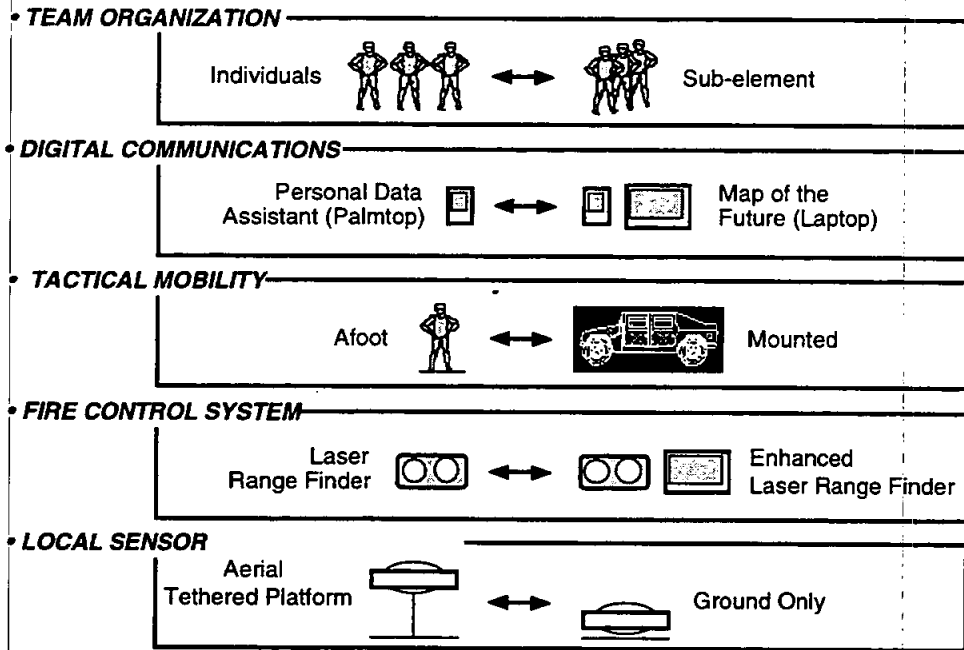 • TEAM ORGANIZATION
Individuals
Sub-element
• DIGITAL COMMUNICATIONS
Personal Data
Assistant (Palmtop)
Map of the
Future (Laptop)
• TACTICAL MOBILITY
Afoot
Mounted
• FIRE CONTROL SYSTEM
Laser
Range Finder
Enhanced
Laser Range Finder
• LOCAL SENSOR
Aerial
Tethered Platform
Ground Only